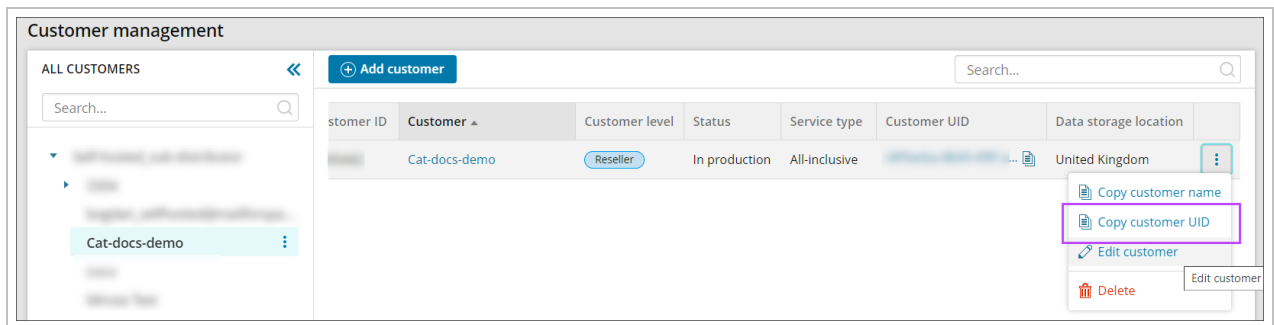 Customer management
ALL CUSTOMERS
Add customer
Search...
Search...
stomer ID Customer Customer level Status Service type Customer UID Data storage location
Cat-docs-demo Reseller In production All-inclusive ... United Kingdom
Copy customer name
Cat-docs-demo
Copy customer UID
Edit customer
Edit customer
Delete